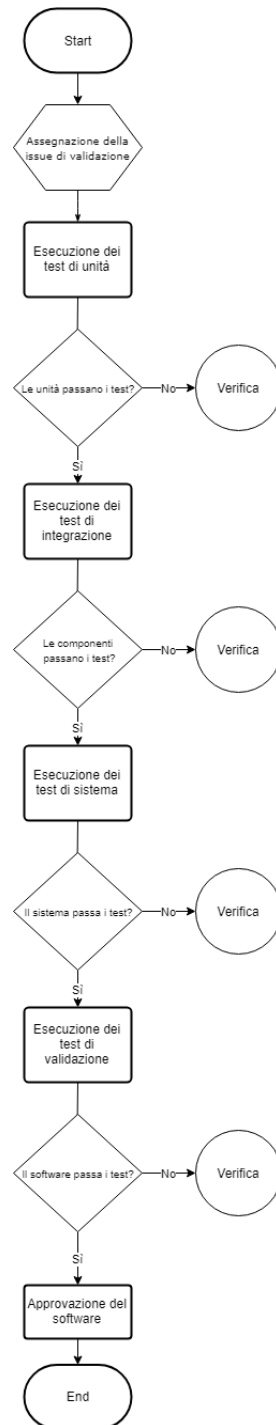 Start
Assegnazione della
issue di validazione
Esecuzione dei
test di unità
Le unità passano i test?
No
Verifica
Sì
Esecuzione dei
test di
integrazione
Le componenti
passano i test?
No
Verifica
Sì
Esecuzione dei
test di sistema
Il sistema passa i test?
No
Verifica
Sì
Esecuzione dei
test di
validazione
Il software passa i test?
No
Verifica
Sì
Approvazione del
software
End